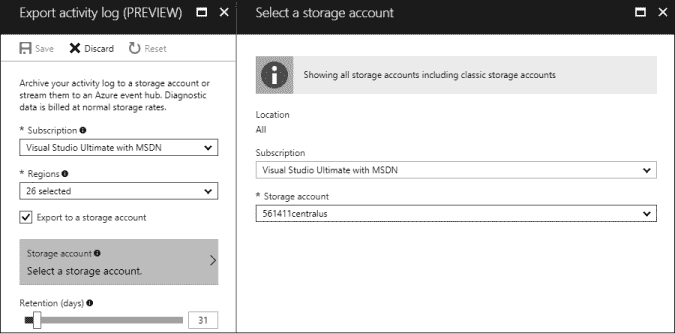 Export activity log (PREVIEW)
Save Discard Reset
Archive your activity log to a storage account or
stream them to an Azure event hub. Diagnostic
data is billed at normal storage rates.
* Subscription
Visual Studio Ultimate with MSDN
* Regions
26 selected
Export to a storage account
Storage account
Select a storage account.
Retention (days)
31
Select a storage account
Showing all storage accounts including classic storage accounts
Location
All
Subscription
Visual Studio Ultimate with MSDN
* Storage account
561411centralus